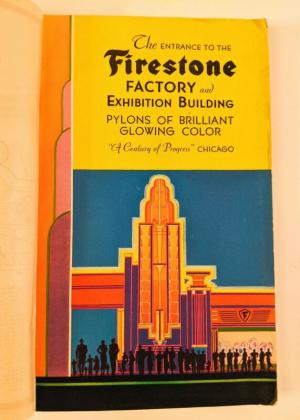 The ENTRANCE TO THE
Firestone
FACTORY and
EXHIBITION BUILDING
PYLONS OF BRILLIANT
GLOWING COLOR
"A Century of Progress" CHICAGO
F